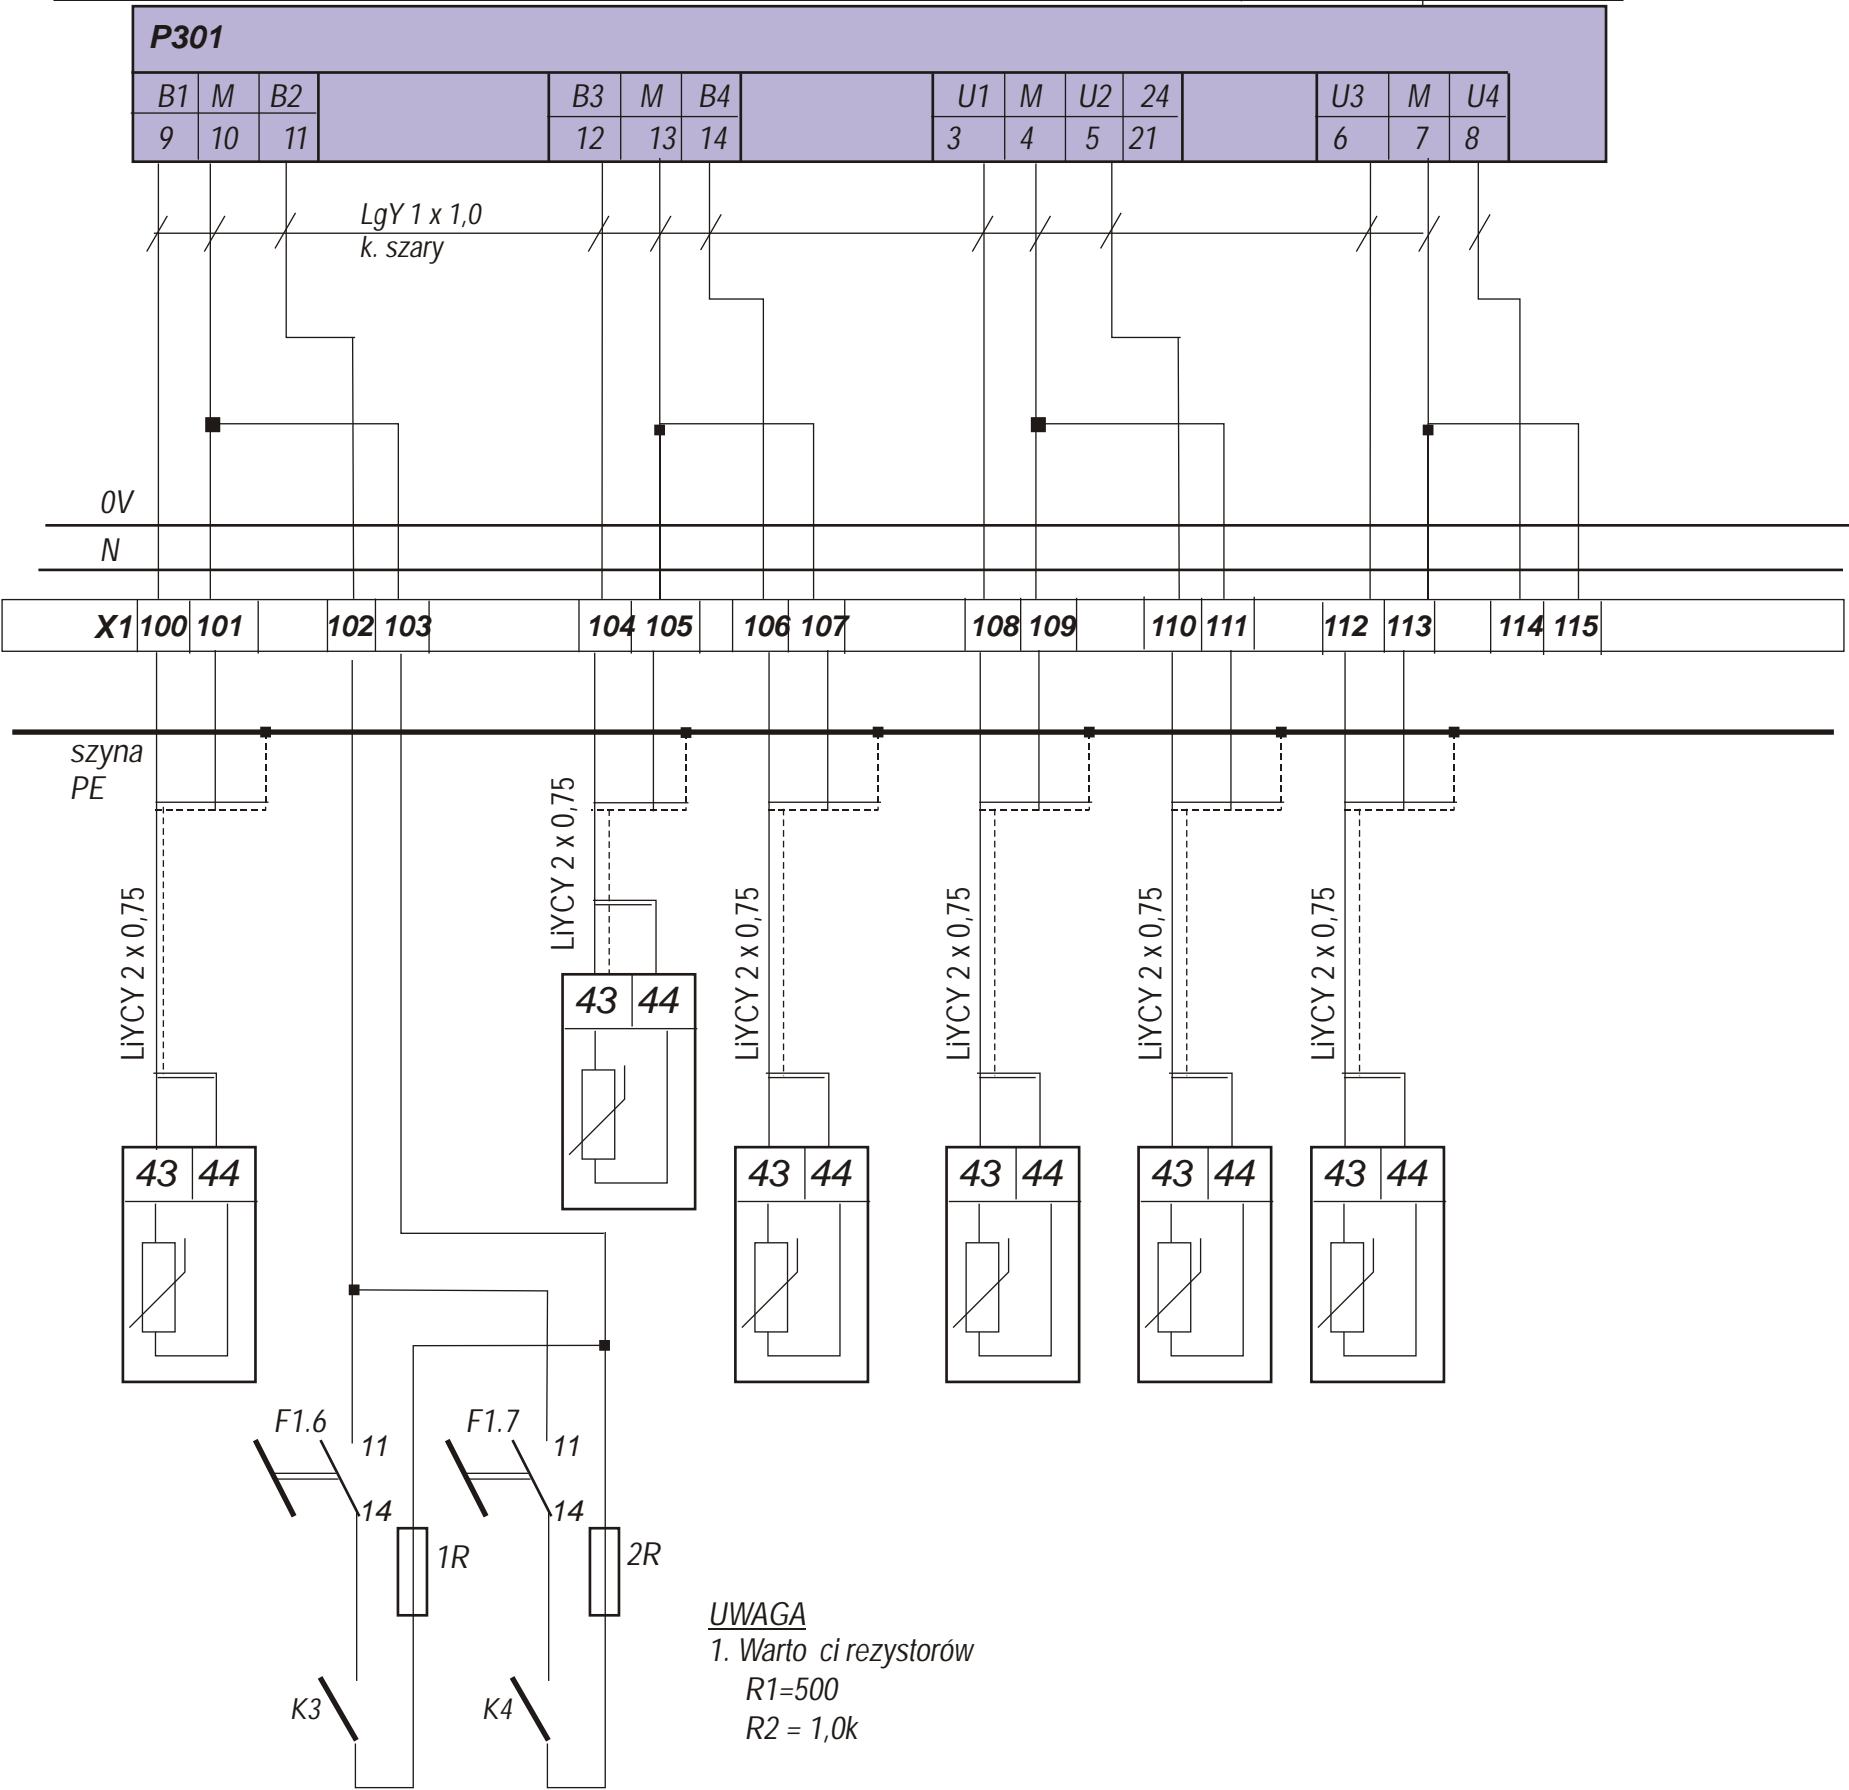 P301
B1 M B2 B3 M B4 U1 M U2 24 U3 M U4
9 10 11 12 13 14 3 4 5 21 6 7 8
LgY 1 x 1,0
k. szary
0V
N
X1 100 101 102 103 104 105 106 107 108 109 110 111 112 113 114 115
szyna
PE
LiYCY 2 x 0,75
LiYCY 2 x 0,75
LiYCY 2 x 0,75
LiYCY 2 x 0,75
LiYCY 2 x 0,75
LiYCY 2 x 0,75
43 44
43 44 43 44 43 44 43 44 43 44
F1.6 F1.7
11 11
14 14
1R 2R
K3 K4
UWAGA
1. Warto ci rezystorów
R1=500
R2 = 1,0k